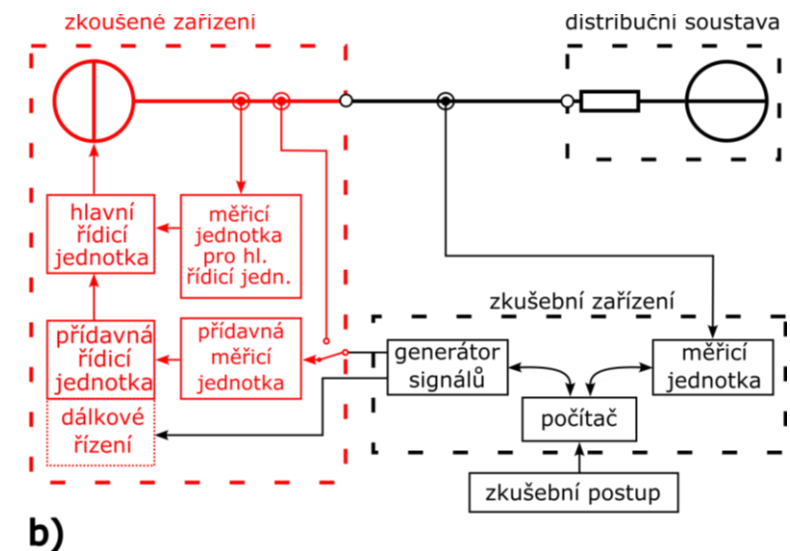 zkoušené zařízení
distribuční soustava
hlavní
řídicí
jednotka
měřicí
jednotka
pro hl.
řídicí jedn.
zkušební zařízení
přídavná
řídicí
jednotka
přídavná
měřicí
jednotka
generátor
signálů
měřicí
jednotka
dálkové
řízení
počítač
zkušební postup
b)